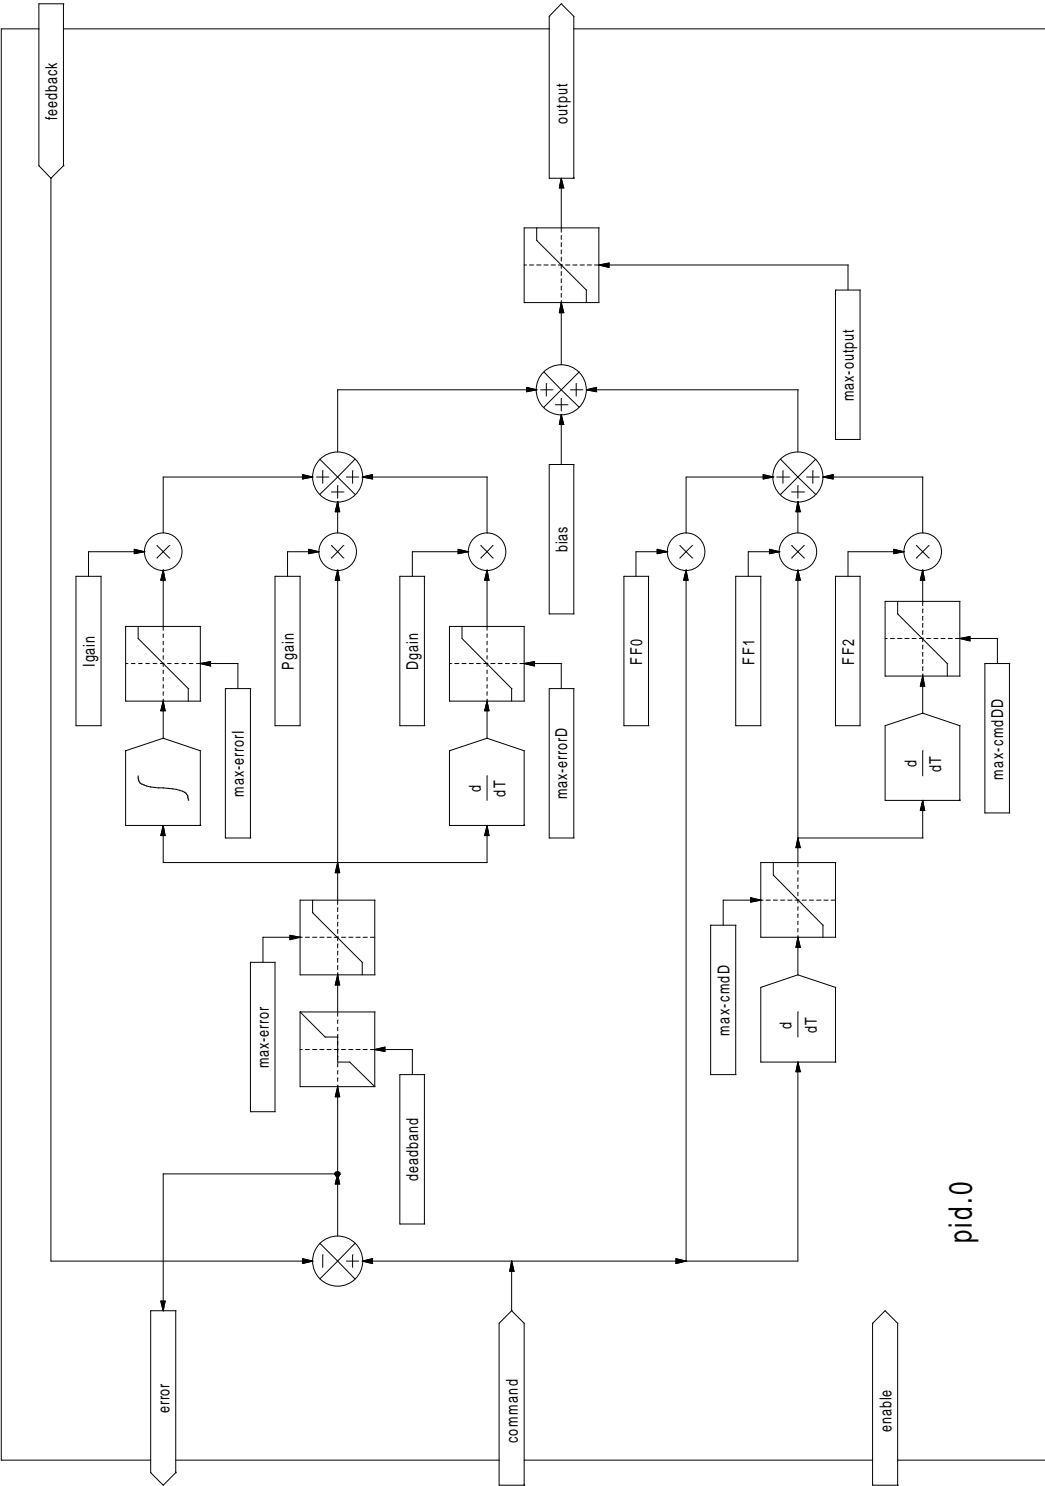 feedback
output
max-output
Igain
max-errorI
Pgain
Dgain
max-errorD
bias
FF0
FF1
FF2
max-cmdDD
∫
d
dT
d
dT
max-error
deadband
max-cmdD
d
dT
error
command
enable
pid.0